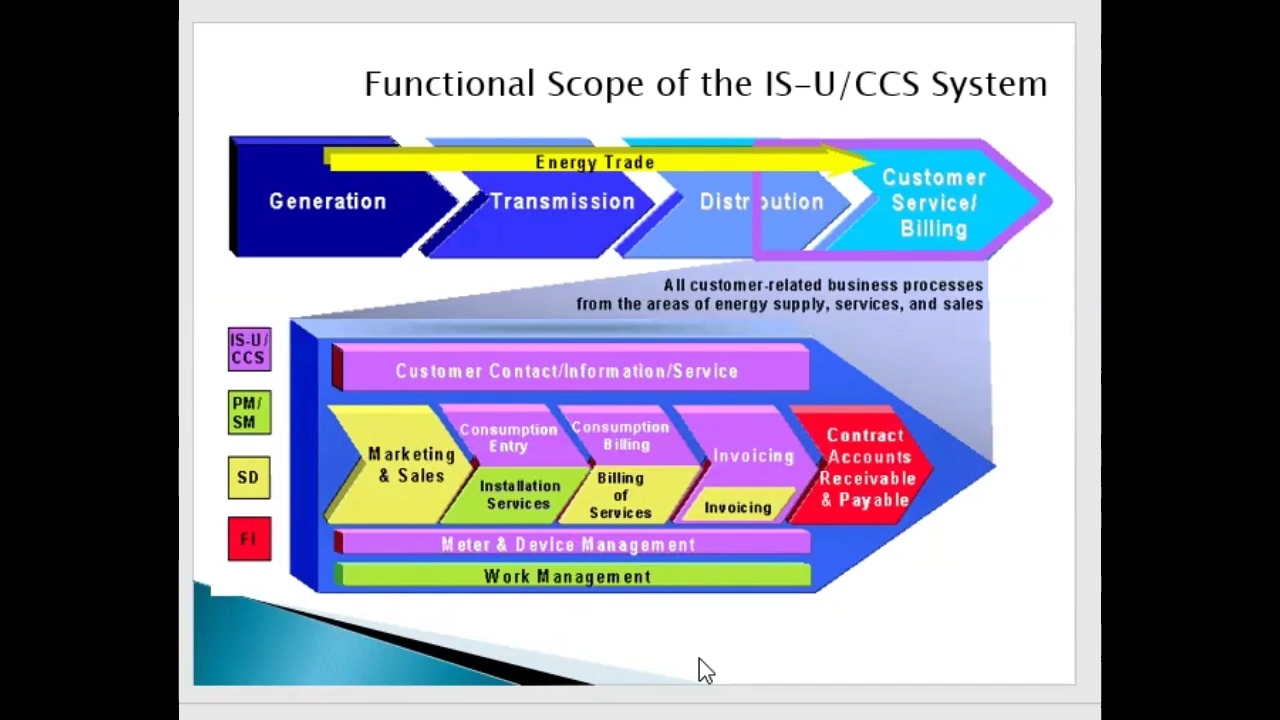 Functional Scope of the IS-U/CCS System
Energy Trade
Generation
Transmission
Distribution
Customer
Service/
Billing
All customer-related business processes
from the areas of energy supply, services, and sales
IS-U/
CCS
PM/
SM
SD
FI
Customer Contact/Information/Service
Marketing
& Sales
Consumption
Entry
Installation
Services
Consumption
Billing
Billing
of
Services
Invoicing
Invoicing
Contract
Accounts
Receivable
& Payable
Meter & Device Management
Work Management